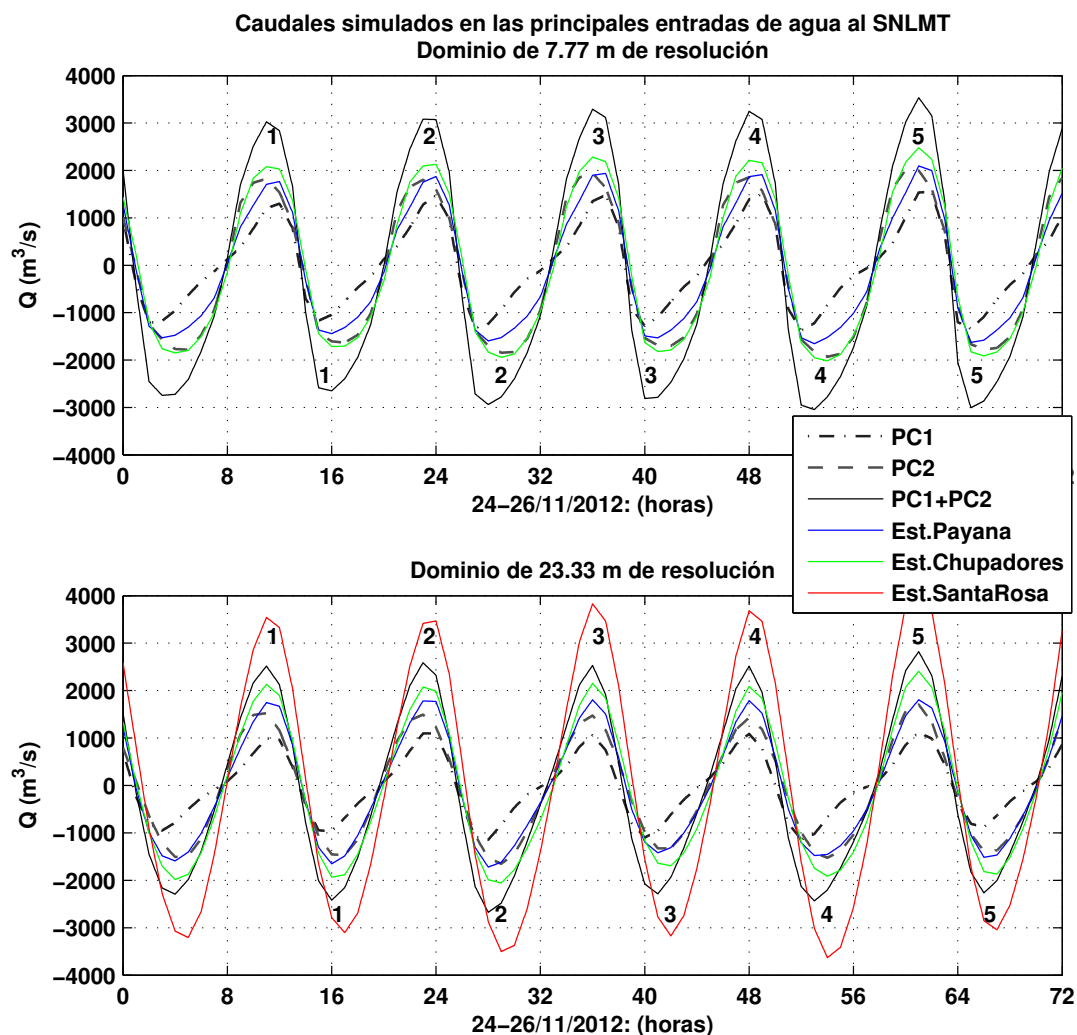 Caudales simulados en las principales entradas de agua al SNLMT
Dominio de 7.77 m de resolución
4000
3000
2000
1000
0
−1000
−2000
−3000
−4000
Q (m³/s)
1 2 3 4 5
1 2 3 4 5
0 8 16 24 32 40 48 56 64 72
24−26/11/2012: (horas)
PC1
PC2
PC1+PC2
Est.Payana
Est.Chupadores
Est.SantaRosa
Dominio de 23.33 m de resolución
4000
3000
2000
1000
0
−1000
−2000
−3000
−4000
Q (m³/s)
1 2 3 4 5
1 2 3 4 5
0 8 16 24 32 40 48 56 64 72
24−26/11/2012: (horas)